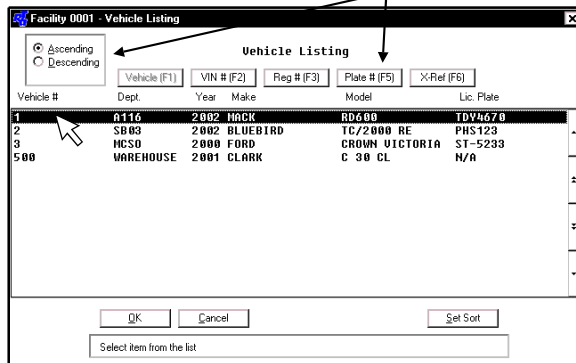 Facility 0001 - Vehicle Listing
Ascending
Descending
Vehicle Listing
Vehicle (F1) VIN # (F2) Reg # (F3) Plate # (F5) X-Ref (F6)
Vehicle # Dept. Year Make Model Lic. Plate
1 A116 2002 MACK RD600 TDY4670
2 SB03 2002 BLUEBIRD TC/2000 RE PHS123
3 MCSO 2000 FORD CROWN VICTORIA ST-5233
500 WAREHOUSE 2001 CLARK C 30 CL N/A
OK Cancel Set Sort
Select item from the list